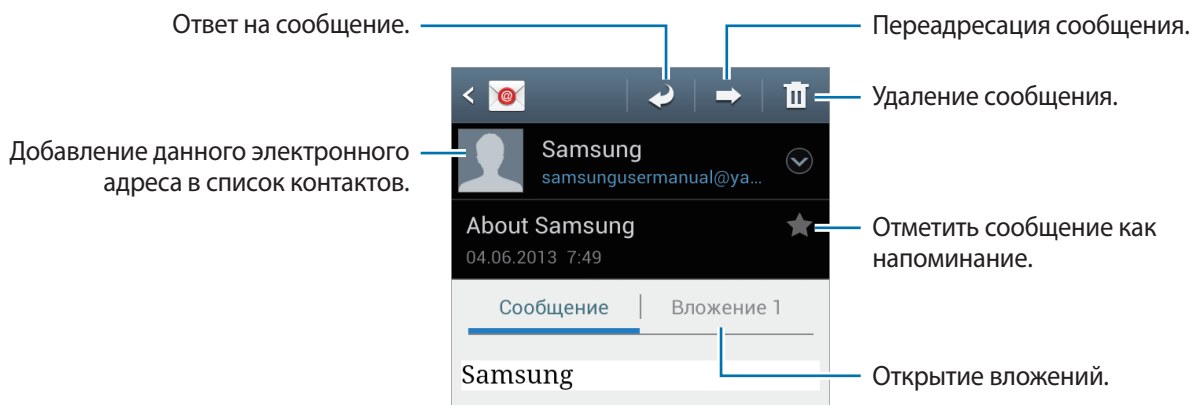 Ответ на сообщение.
Переадресация сообщения.
Удаление сообщения.
Добавление данного электронного
адреса в список контактов.
Samsung
samsungusermanual@ya...
About Samsung
04.06.2013 7:49
Отметить сообщение как
напоминание.
Сообщение
Вложение 1
Samsung
Открытие вложений.